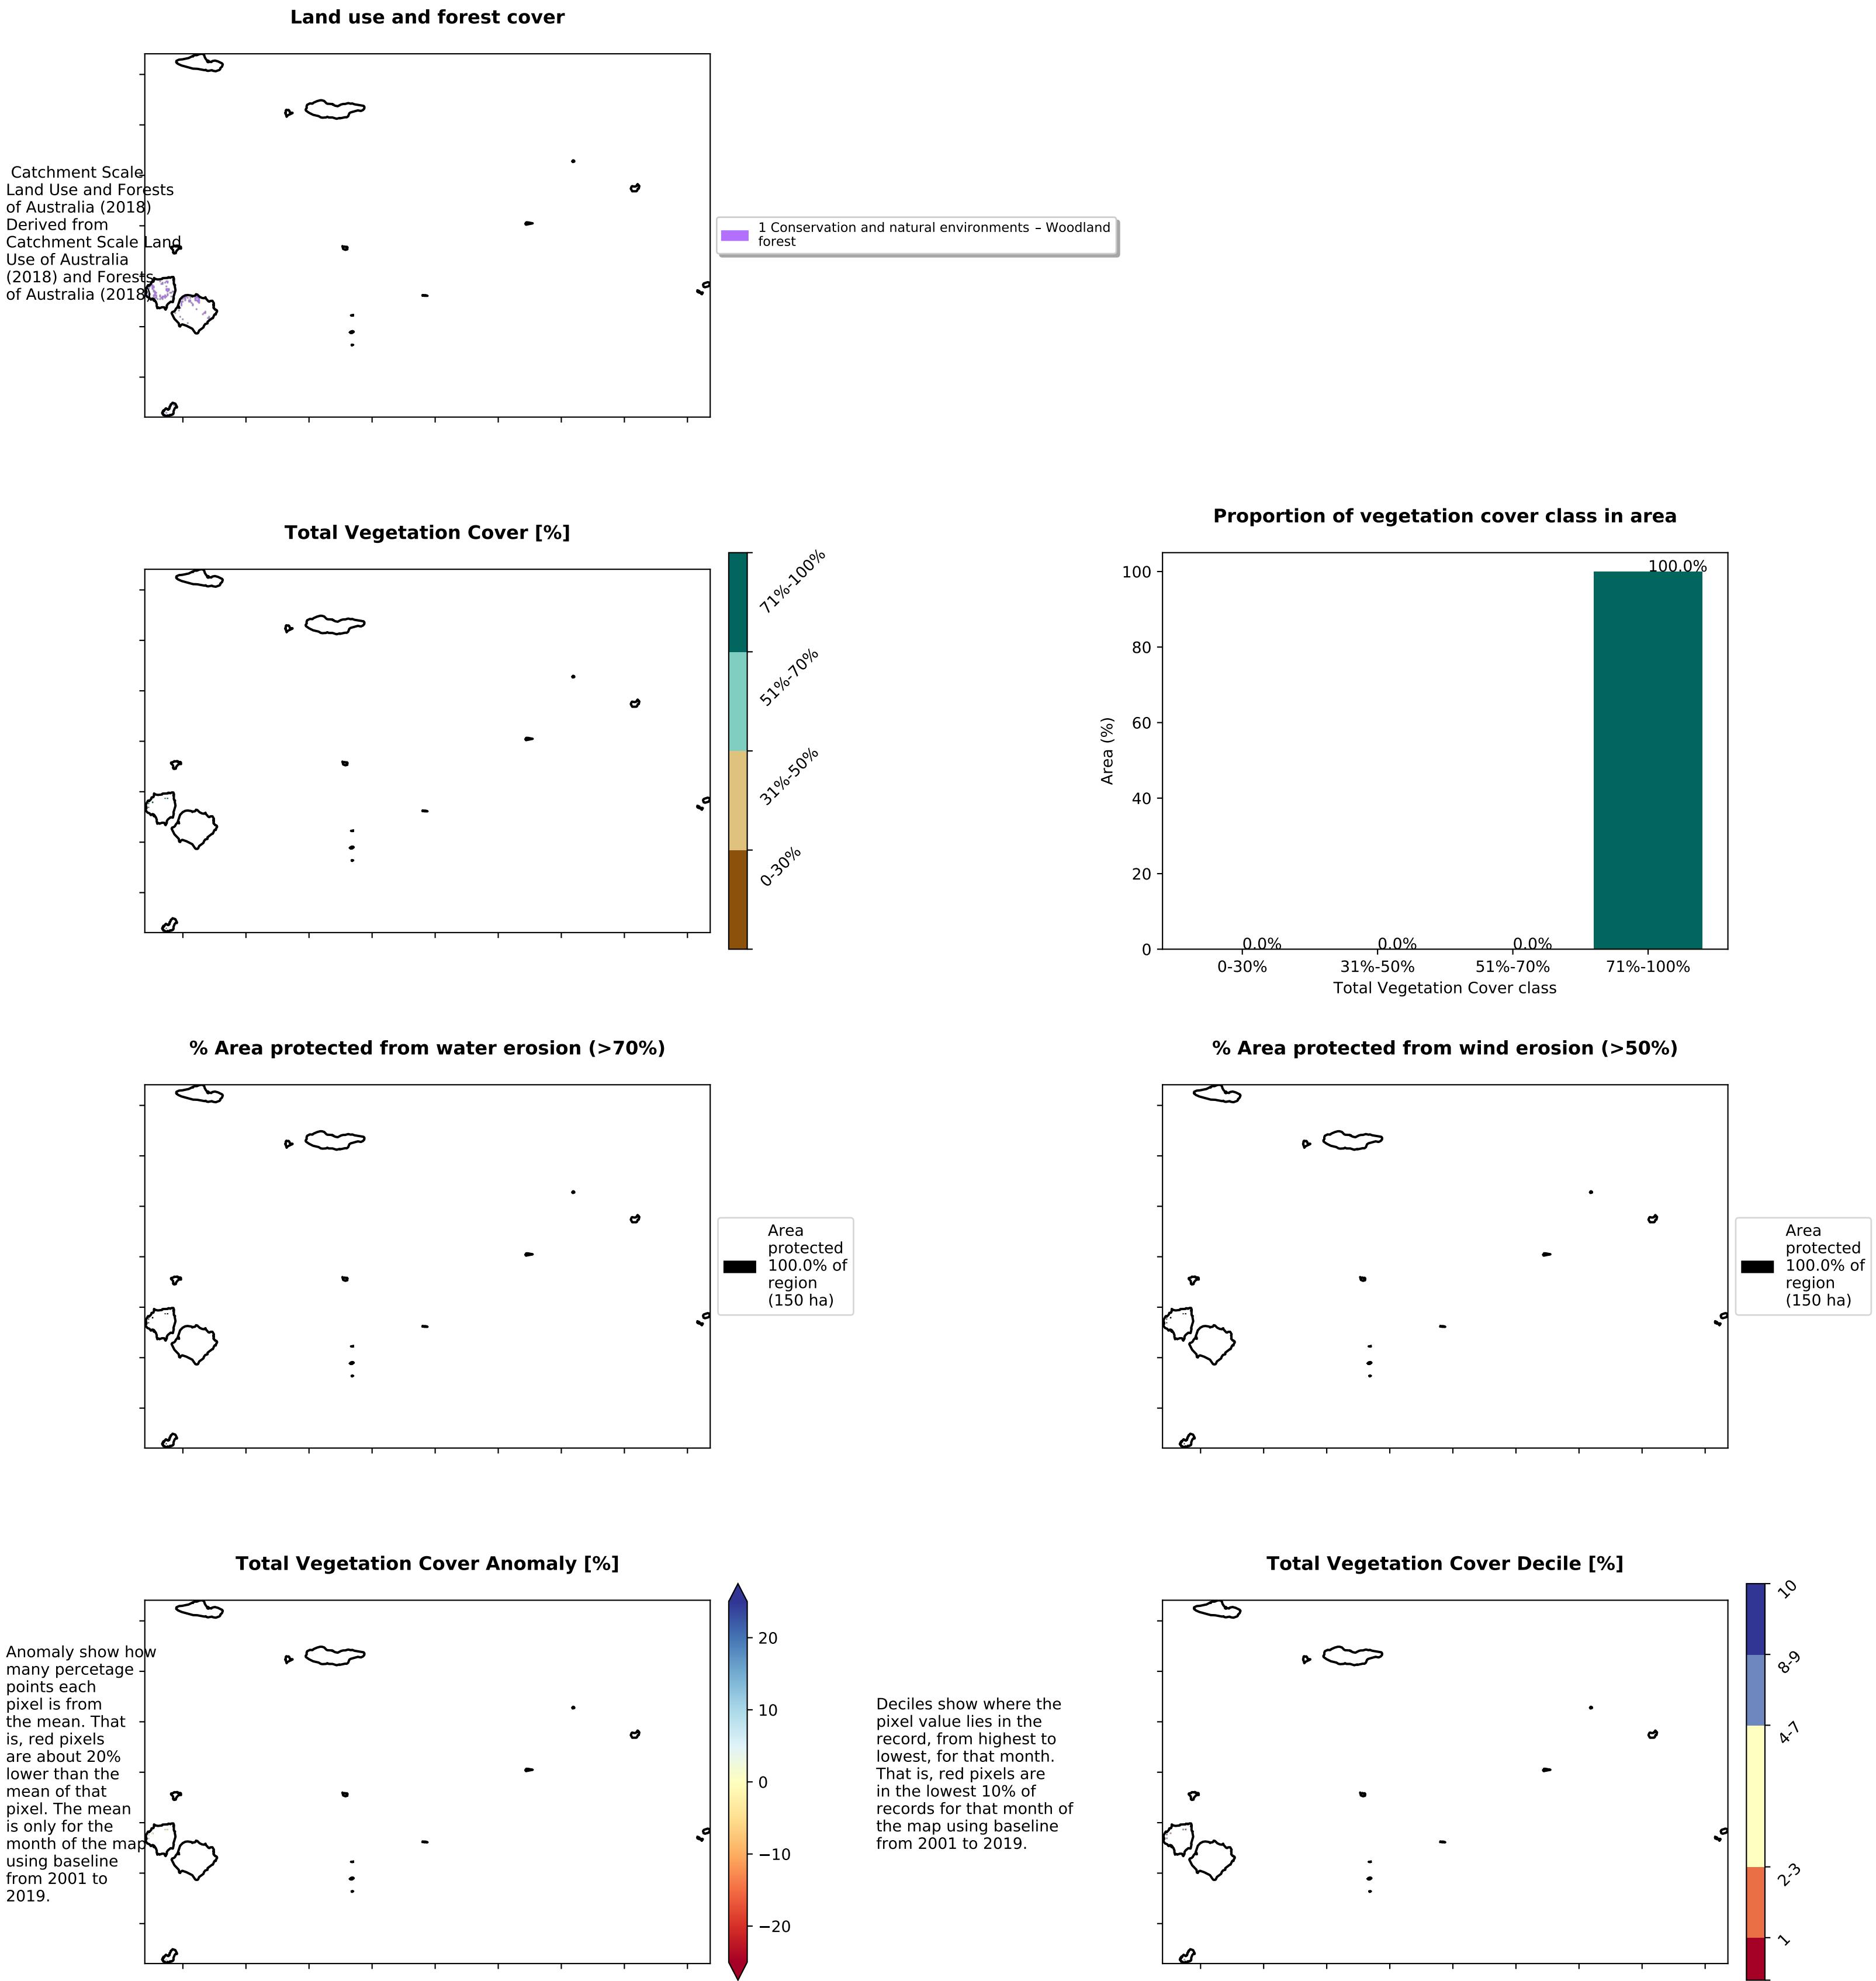 Land use and forest cover
Catchment Scale
Land Use and Forests
of Australia (2018)
Derived from
Catchment Scale Land
Use of Australia
(2018) and Forests
of Australia (2018)
1 Conservation and natural environments – Woodland
forest
Total Vegetation Cover [%]
71%-100%
51%-70%
31%-50%
0-30%
Proportion of vegetation cover class in area
100.0%
100
80
60
40
20
0
Area (%)
0.0%
0.0%
0.0%
0-30%
31%-50%
51%-70%
71%-100%
Total Vegetation Cover class
% Area protected from water erosion (>70%)
Area
protected
100.0% of
region
(150 ha)
% Area protected from wind erosion (>50%)
Area
protected
100.0% of
region
(150 ha)
Total Vegetation Cover Anomaly [%]
Anomaly show how
many percetage
points each
pixel is from
the mean. That
is, red pixels
are about 20%
lower than the
mean of that
pixel. The mean
is only for the
month of the map
using baseline
from 2001 to
2019.
20
10
0
−10
−20
Total Vegetation Cover Decile [%]
Deciles show where the
pixel value lies in the
record, from highest to
lowest, for that month.
That is, red pixels are
in the lowest 10% of
records for that month of
the map using baseline
from 2001 to 2019.
10
8-9
4-7
2-3
1